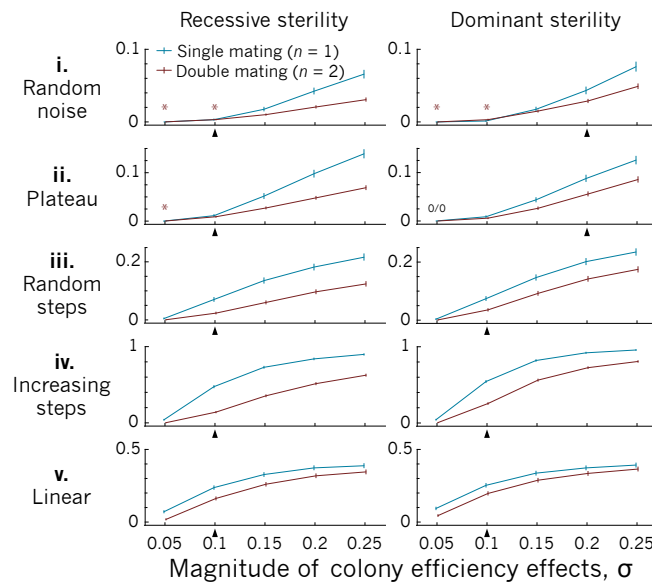 Recessive sterility
Dominant sterility
i.
Random
noise
0.1
0
Single mating (n = 1)
Double mating (n = 2)
* *
0.1
0
* *
ii.
Plateau
0.1
0
*
0.1
0
0/0
iii.
Random
steps
0.2
0
0.2
0
iv.
Increasing
steps
1
0
1
0
v.
Linear
0.5
0
0.5
0
0.05 0.1 0.15 0.2 0.25
0.05 0.1 0.15 0.2 0.25
Magnitude of colony efficiency effects, σ